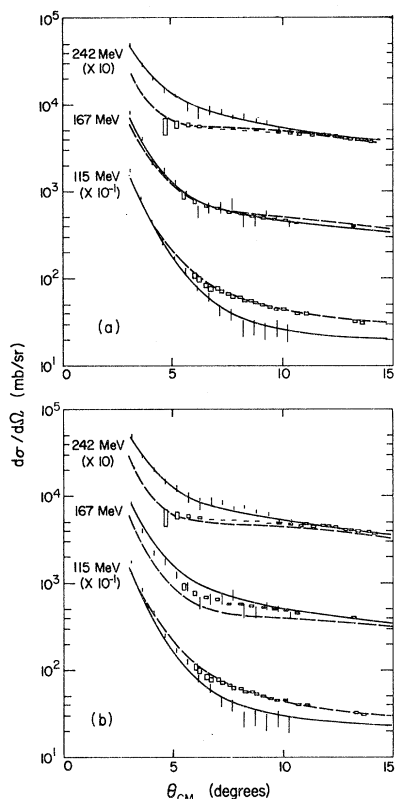 10⁵
242 MeV
(X 10)
10⁴
167 MeV
10³
115 MeV
(X 10⁻¹)
10²
(a)
10¹
0 5 10 15
dσ/dΩ (mb/sr)
10⁵
242 MeV
(X 10)
10⁴
167 MeV
10³
115 MeV
(X 10⁻¹)
10²
(b)
10¹
0 5 10 15
θCM (degrees)